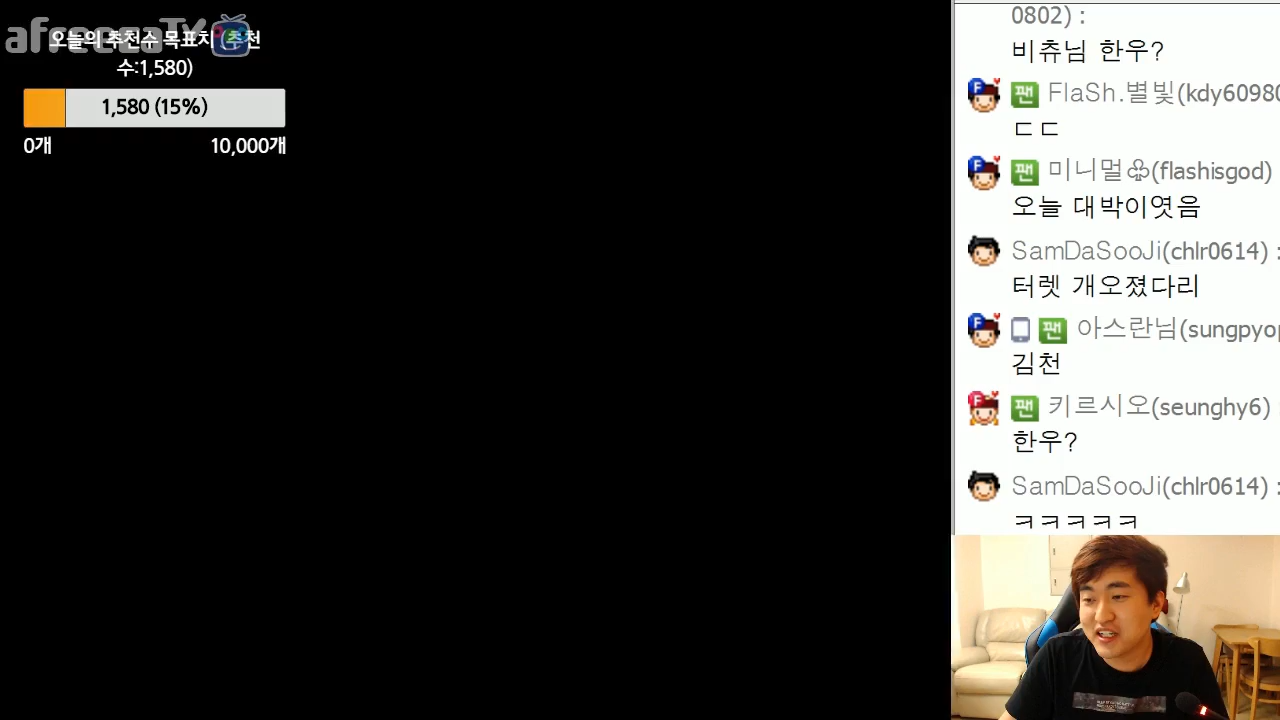 afreecaTV
오늘의 추천수 목표치 (추천
수:1,580)
1,580 (15%)
0개
10,000개
0802) :
비츄님 한우?
팬 FlaSh.별빛(kdy60980
ㄷㄷ
팬 미니멀♧(flashisgod)
오늘 대박이엿음
SamDaSooJi(chlr0614) :
터렛 개오졌다리
팬 아스란님(sungpyop
김천
팬 키르시오(seunghy6)
한우?
SamDaSooJi(chlr0614) :
ㅋㅋㅋㅋㅋ